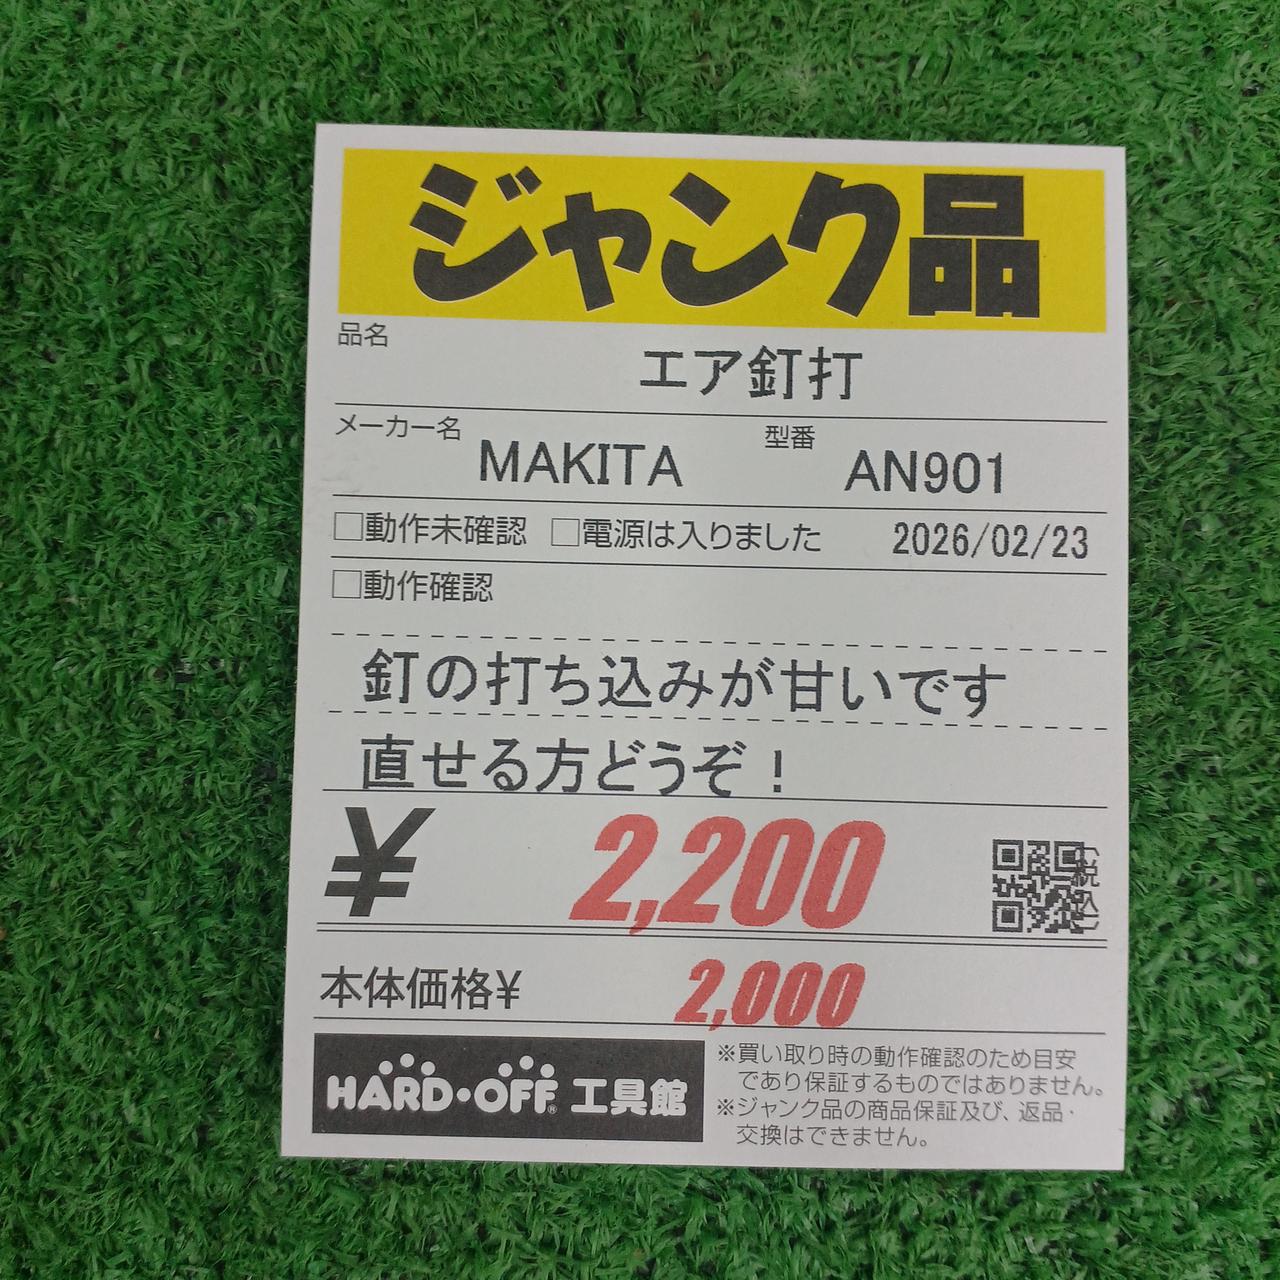 ジャンク品
品名
エア釘打
メーカー名 MAKITA 型番 AN901
□動作未確認 □電源は入りました 2026/02/23
□動作確認
釘の打ち込みが甘いです
直せる方どうぞ！
¥ 2,200 (税込)
本体価格¥ 2,000
HARD・OFF® 工具館
※買い取り時の動作確認のため目安
であり保証するものではありません。
※ジャンク品の商品保証及び、返品・
交換はできません。